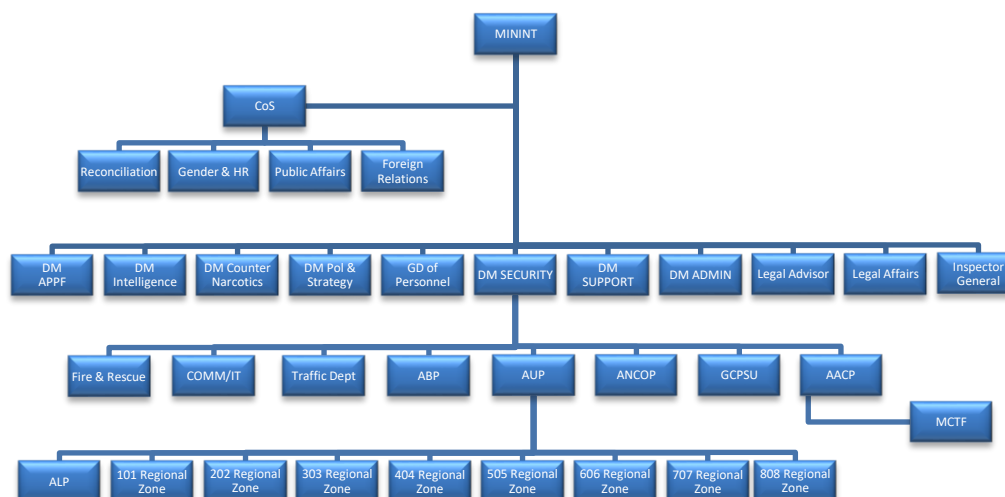 MININT
CoS
Reconciliation
Gender & HR
Public Affairs
Foreign
Relations
DM
APPF
DM
Intelligence
DM Counter
Narcotics
DM Pol &
Strategy
GD of
Personnel
DM SECURITY
DM
SUPPORT
DM ADMIN
Legal Advisor
Legal Affairs
Inspector
General
Fire & Rescue
COMM/IT
Traffic Dept
ABP
AUP
ANCOP
GCPSU
AACP
MCTF
ALP
101 Regional
Zone
202 Regional
Zone
303 Regional
Zone
404 Regional
Zone
505 Regional
Zone
606 Regional
Zone
707 Regional
Zone
808 Regional
Zone